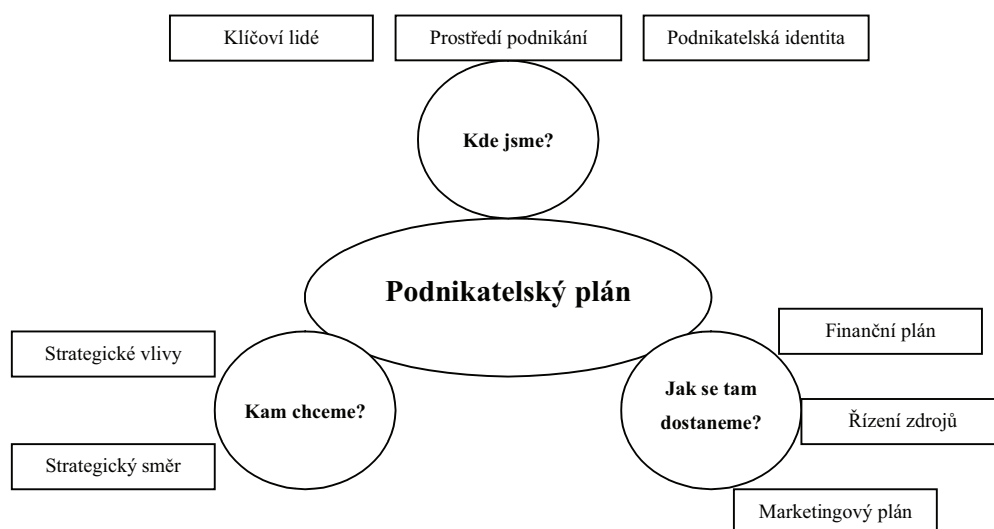 Klíčoví lidé
Prostředí podnikání
Podnikatelská identita
Kde jsme?
Podnikatelský plán
Strategické vlivy
Kam chceme?
Strategický směr
Finanční plán
Jak se tam
dostaneme?
Řízení zdrojů
Marketingový plán